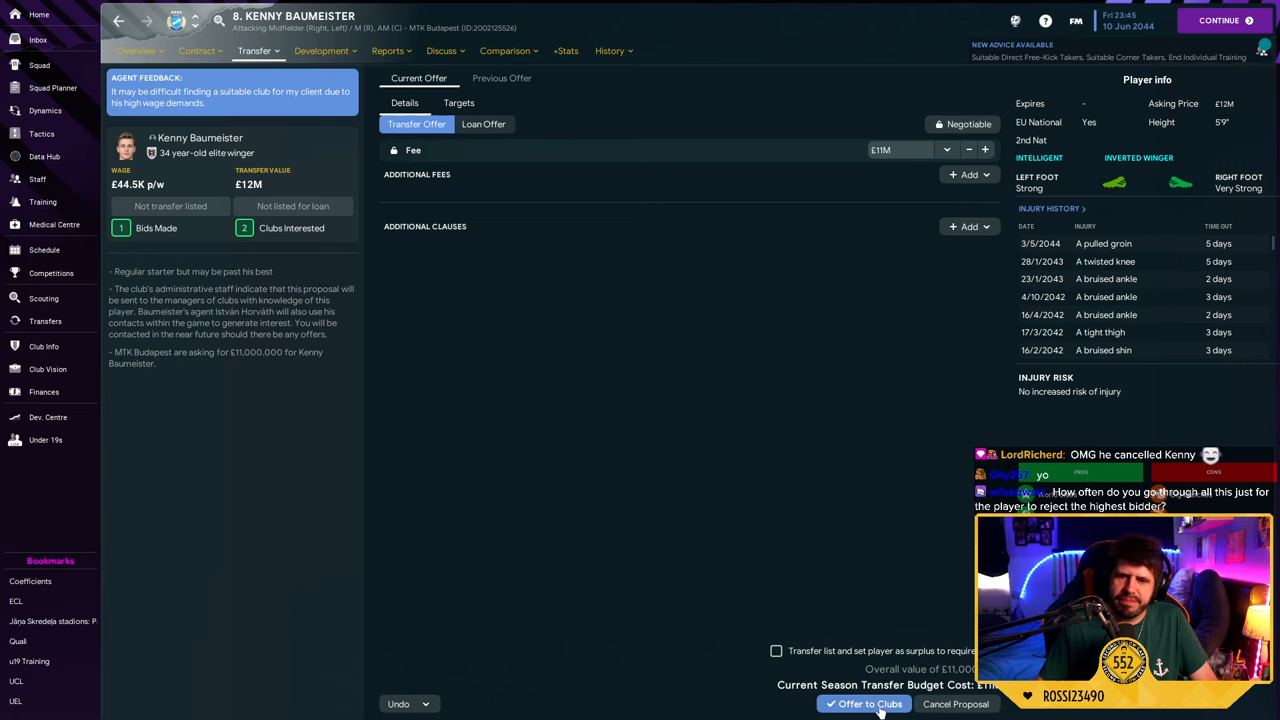 Home
Inbox
Squad
Squad Planner
Dynamics
Tactics
Data Hub
Staff
Training
Medical Centre
Schedule
Competitions
Scouting
Transfers
Club Info
Club Vision
Finances
Dev. Centre
Under 19s
Bookmarks
Coefficients
ECL
Jāņa Skredeļa stadions: P
Quali
u19 Training
UCL
UEL
8. KENNY BAUMEISTER
Attacking Midfielder (Right, Left) / M (R), AM (C) - MTK Budapest (ID:2002125526)
FM
Fri 23:45
10 Jun 2044
CONTINUE
Overview
Contract
Transfer
Development
Reports
Discuss
Comparison
+Stats
History
NEW ADVICE AVAILABLE
Suitable Direct Free-Kick Takers, Suitable Corner Takers, End Individual Training
AGENT FEEDBACK:
It may be difficult finding a suitable club for my client due to
his high wage demands.
Kenny Baumeister
34 year-old elite winger
WAGE
TRANSFER VALUE
£44.5K p/w
£12M
Not transfer listed
Not listed for loan
1 Bids Made
2 Clubs Interested
- Regular starter but may be past his best
- The club's administrative staff indicate that this proposal will
be sent to the managers of clubs with knowledge of this
player. Baumeister's agent István Horváth will also use his
contacts within the game to generate interest. You will be
contacted in the near future should there be any offers.
- MTK Budapest are asking for £11,000,000 for Kenny
Baumeister.
Current Offer
Previous Offer
Details
Targets
Transfer Offer
Loan Offer
Negotiable
Fee
£11M
ADDITIONAL FEES
+ Add
ADDITIONAL CLAUSES
+ Add
Transfer list and set player as surplus to require
Overall value of £11,000
Current Season Transfer Budget Cost: £11M
Undo
Offer to Clubs
Cancel Proposal
Player info
Expires -
Asking Price £12M
EU National Yes
Height 5'9"
2nd Nat
INTELLIGENT
INVERTED WINGER
LEFT FOOT
Strong
RIGHT FOOT
Very Strong
INJURY HISTORY >
DATE INJURY TIME OUT
3/5/2044 A pulled groin 5 days
28/1/2043 A twisted knee 5 days
23/1/2043 A bruised ankle 2 days
4/10/2042 A bruised ankle 3 days
16/4/2042 A bruised ankle 2 days
17/3/2042 A tight thigh 3 days
16/2/2042 A bruised shin 3 days
INJURY RISK
No increased risk of injury
LordRicherd: OMG he cancelled Kenny
PROS
CONS
yo
How often do you go through all this just for
the player to reject the highest bidder?
552
ROSS123490